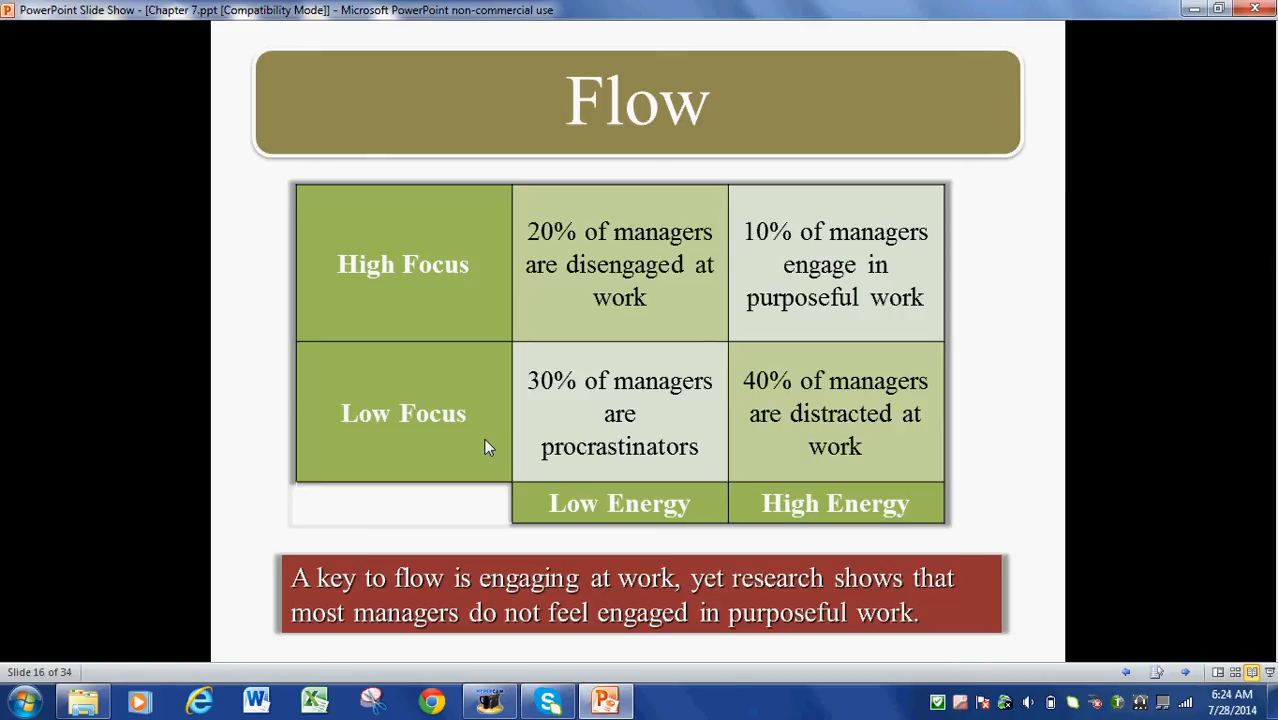 PowerPoint Slide Show - [Chapter 7.ppt [Compatibility Mode]] - Microsoft PowerPoint non-commercial use
Flow
High Focus
20% of managers
are disengaged at
work
10% of managers
engage in
purposeful work
Low Focus
30% of managers
are
procrastinators
40% of managers
are distracted at
work
Low Energy
High Energy
A key to flow is engaging at work, yet research shows that
most managers do not feel engaged in purposeful work.
Slide 16 of 34
6:24 AM
7/28/2014